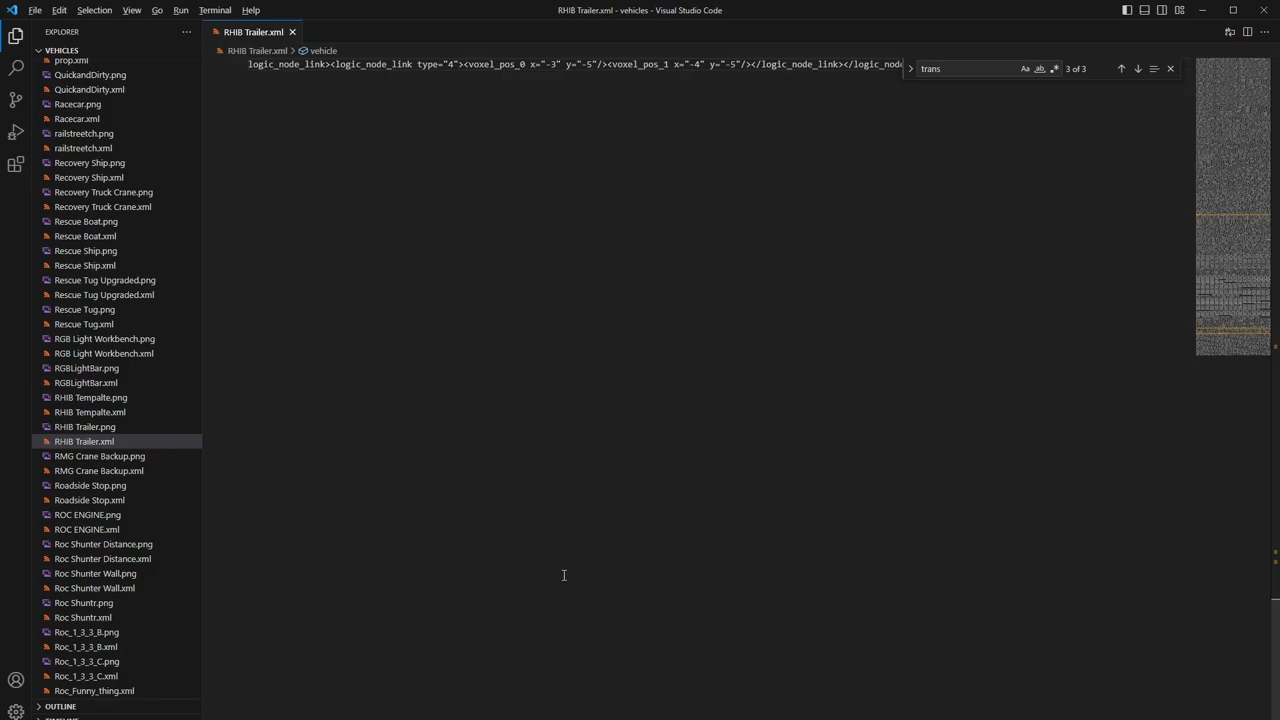 File Edit Selection View Go Run Terminal Help
RHIB Trailer.xml - vehicles - Visual Studio Code
EXPLORER
VEHICLES
prop.xml
QuickandDirty.png
QuickandDirty.xml
Racecar.png
Racecar.xml
railstreetch.png
railstreetch.xml
Recovery Ship.png
Recovery Ship.xml
Recovery Truck Crane.png
Recovery Truck Crane.xml
Rescue Boat.png
Rescue Boat.xml
Rescue Ship.png
Rescue Ship.xml
Rescue Tug Upgraded.png
Rescue Tug Upgraded.xml
Rescue Tug.png
Rescue Tug.xml
RGB Light Workbench.png
RGB Light Workbench.xml
RGBLightBar.png
RGBLightBar.xml
RHIB Tempalte.png
RHIB Tempalte.xml
RHIB Trailer.png
RHIB Trailer.xml
RMG Crane Backup.png
RMG Crane Backup.xml
Roadside Stop.png
Roadside Stop.xml
ROC ENGINE.png
ROC ENGINE.xml
Roc Shunter Distance.png
Roc Shunter Distance.xml
Roc Shunter Wall.png
Roc Shunter Wall.xml
Roc Shuntr.png
Roc Shuntr.xml
Roc_1_3_3_B.png
Roc_1_3_3_B.xml
Roc_1_3_3_C.png
Roc_1_3_3_C.xml
Roc_Funny_thing.xml
OUTLINE
RHIB Trailer.xml
RHIB Trailer.xml > vehicle
logic_node_link><logic_node_link type="4"><voxel_pos_0 x="-3" y="-5"/><voxel_pos_1 x="-4" y="-5"/></logic_node_link></logic_node
trans Aa ab .* 3 of 3